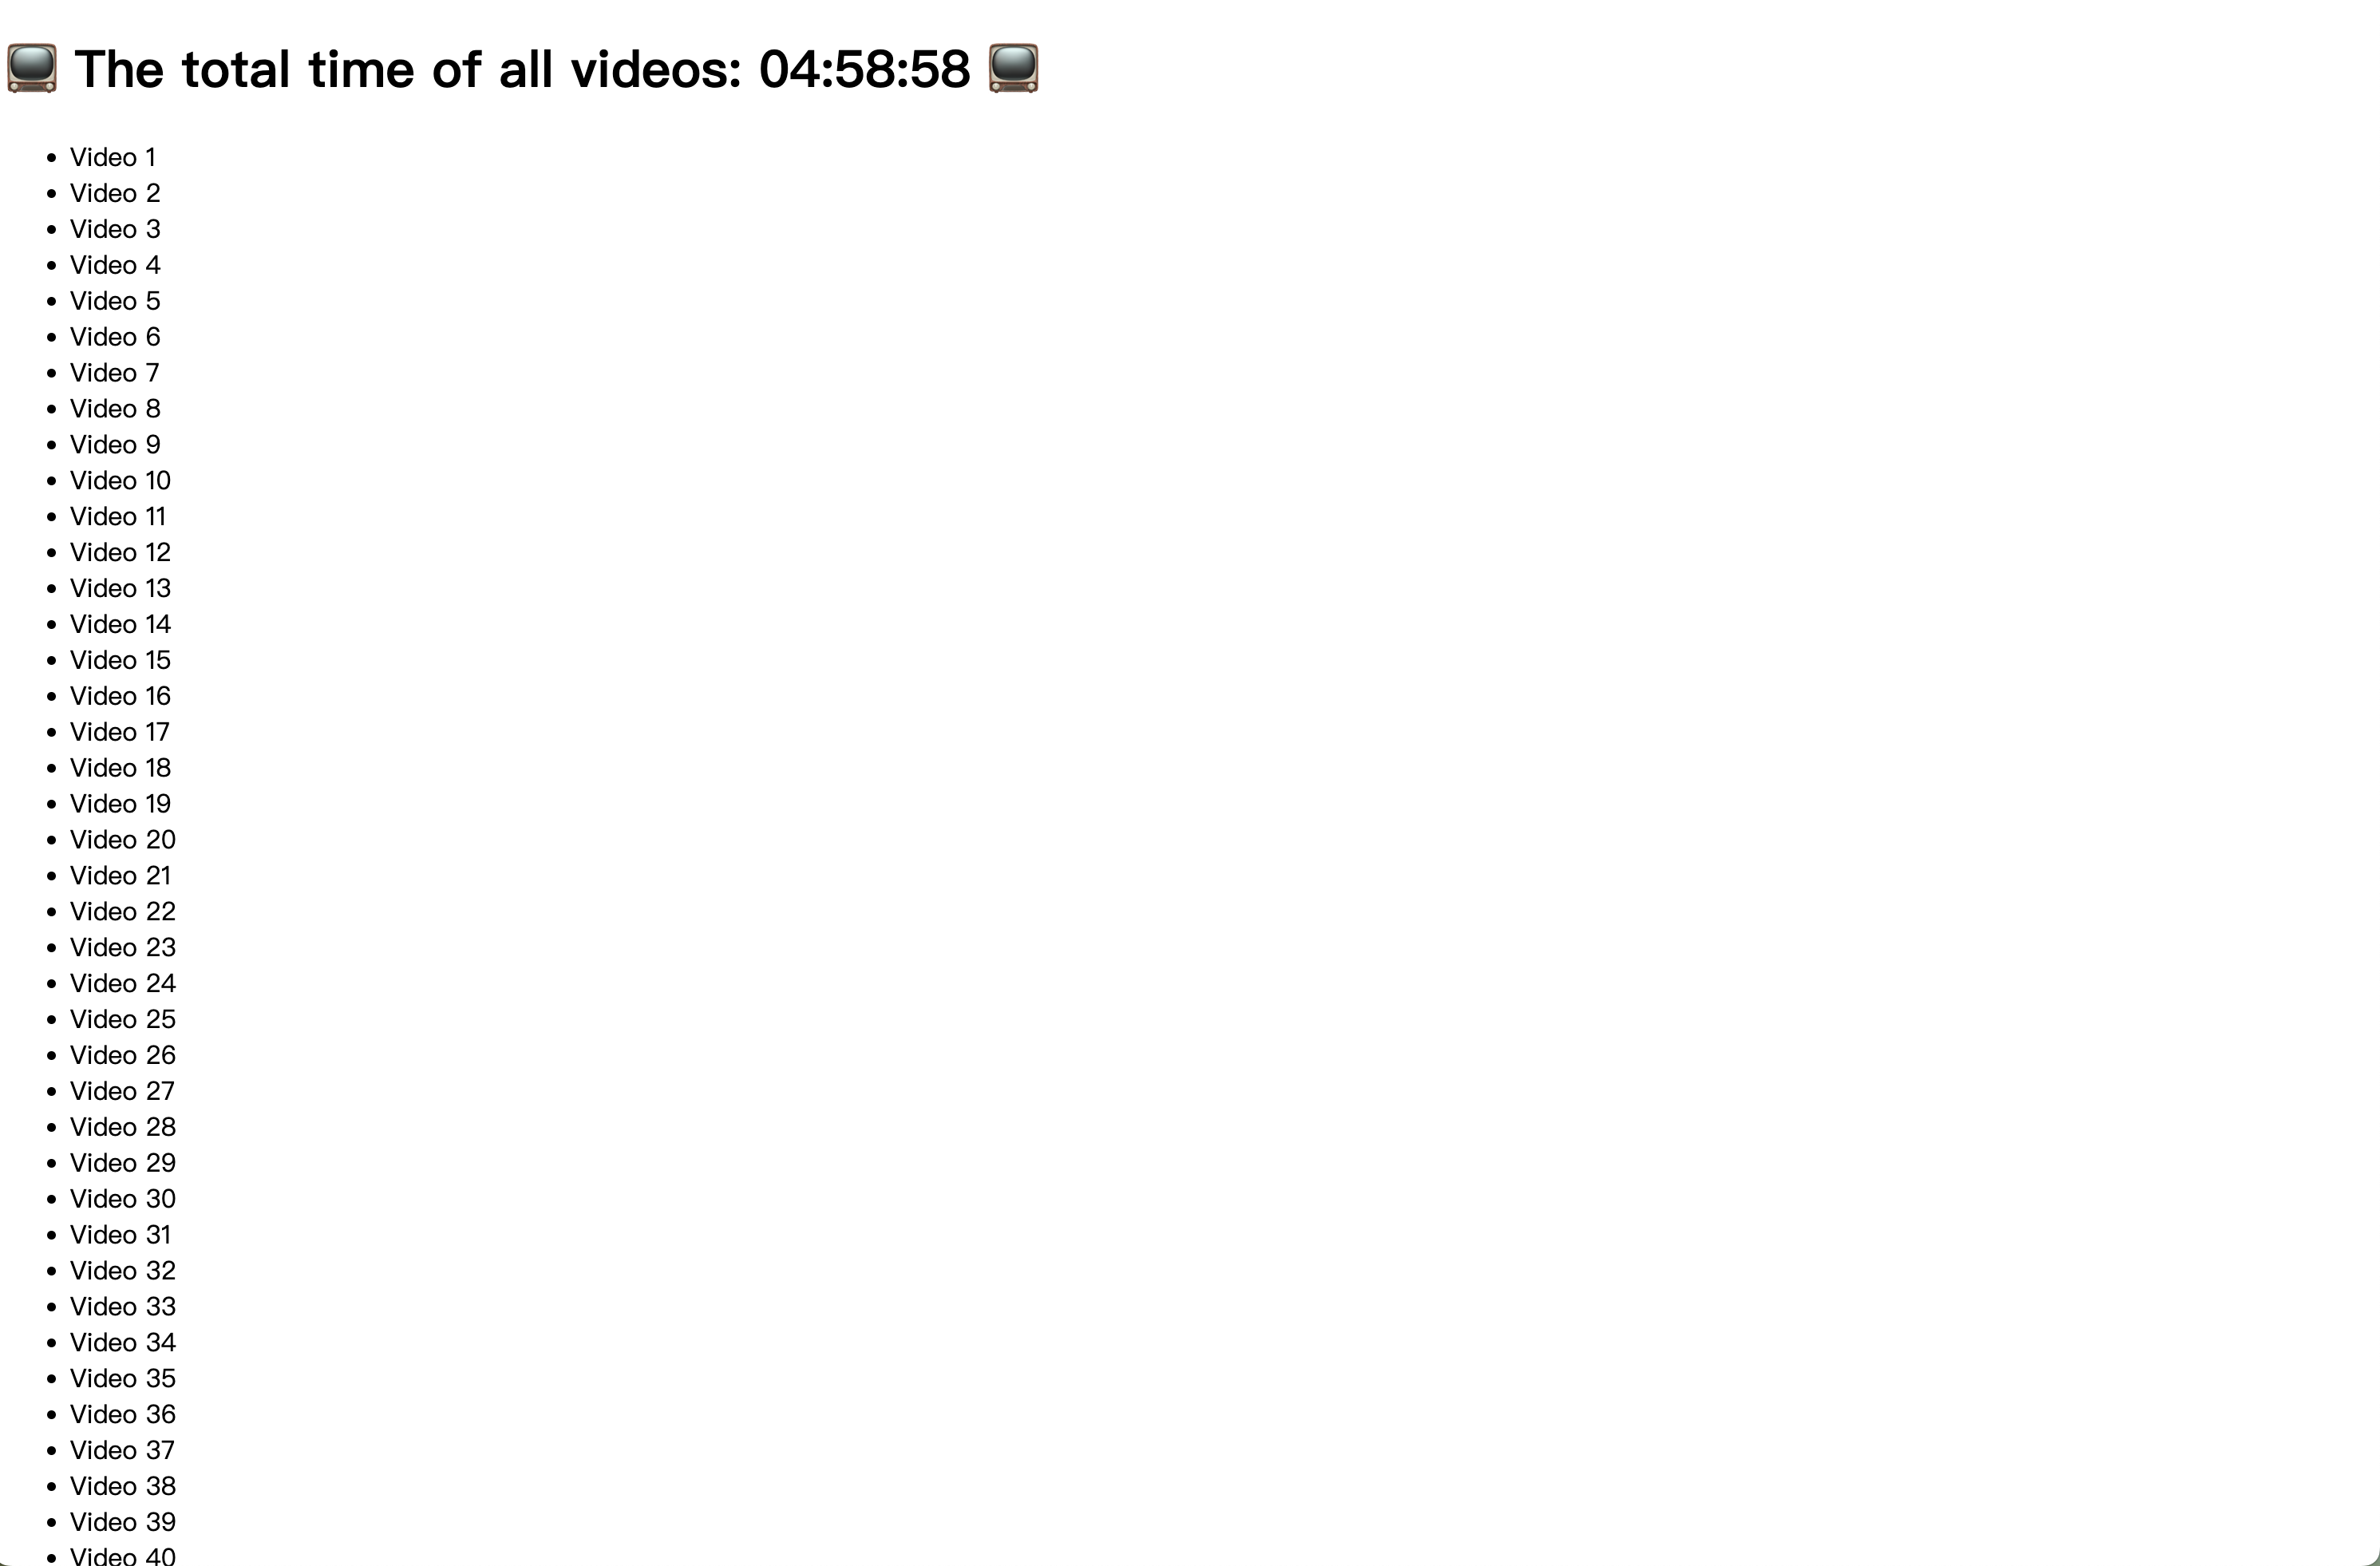 📺 The total time of all videos: 04:58:58 📺
• Video 1
• Video 2
• Video 3
• Video 4
• Video 5
• Video 6
• Video 7
• Video 8
• Video 9
• Video 10
• Video 11
• Video 12
• Video 13
• Video 14
• Video 15
• Video 16
• Video 17
• Video 18
• Video 19
• Video 20
• Video 21
• Video 22
• Video 23
• Video 24
• Video 25
• Video 26
• Video 27
• Video 28
• Video 29
• Video 30
• Video 31
• Video 32
• Video 33
• Video 34
• Video 35
• Video 36
• Video 37
• Video 38
• Video 39
• Video 40